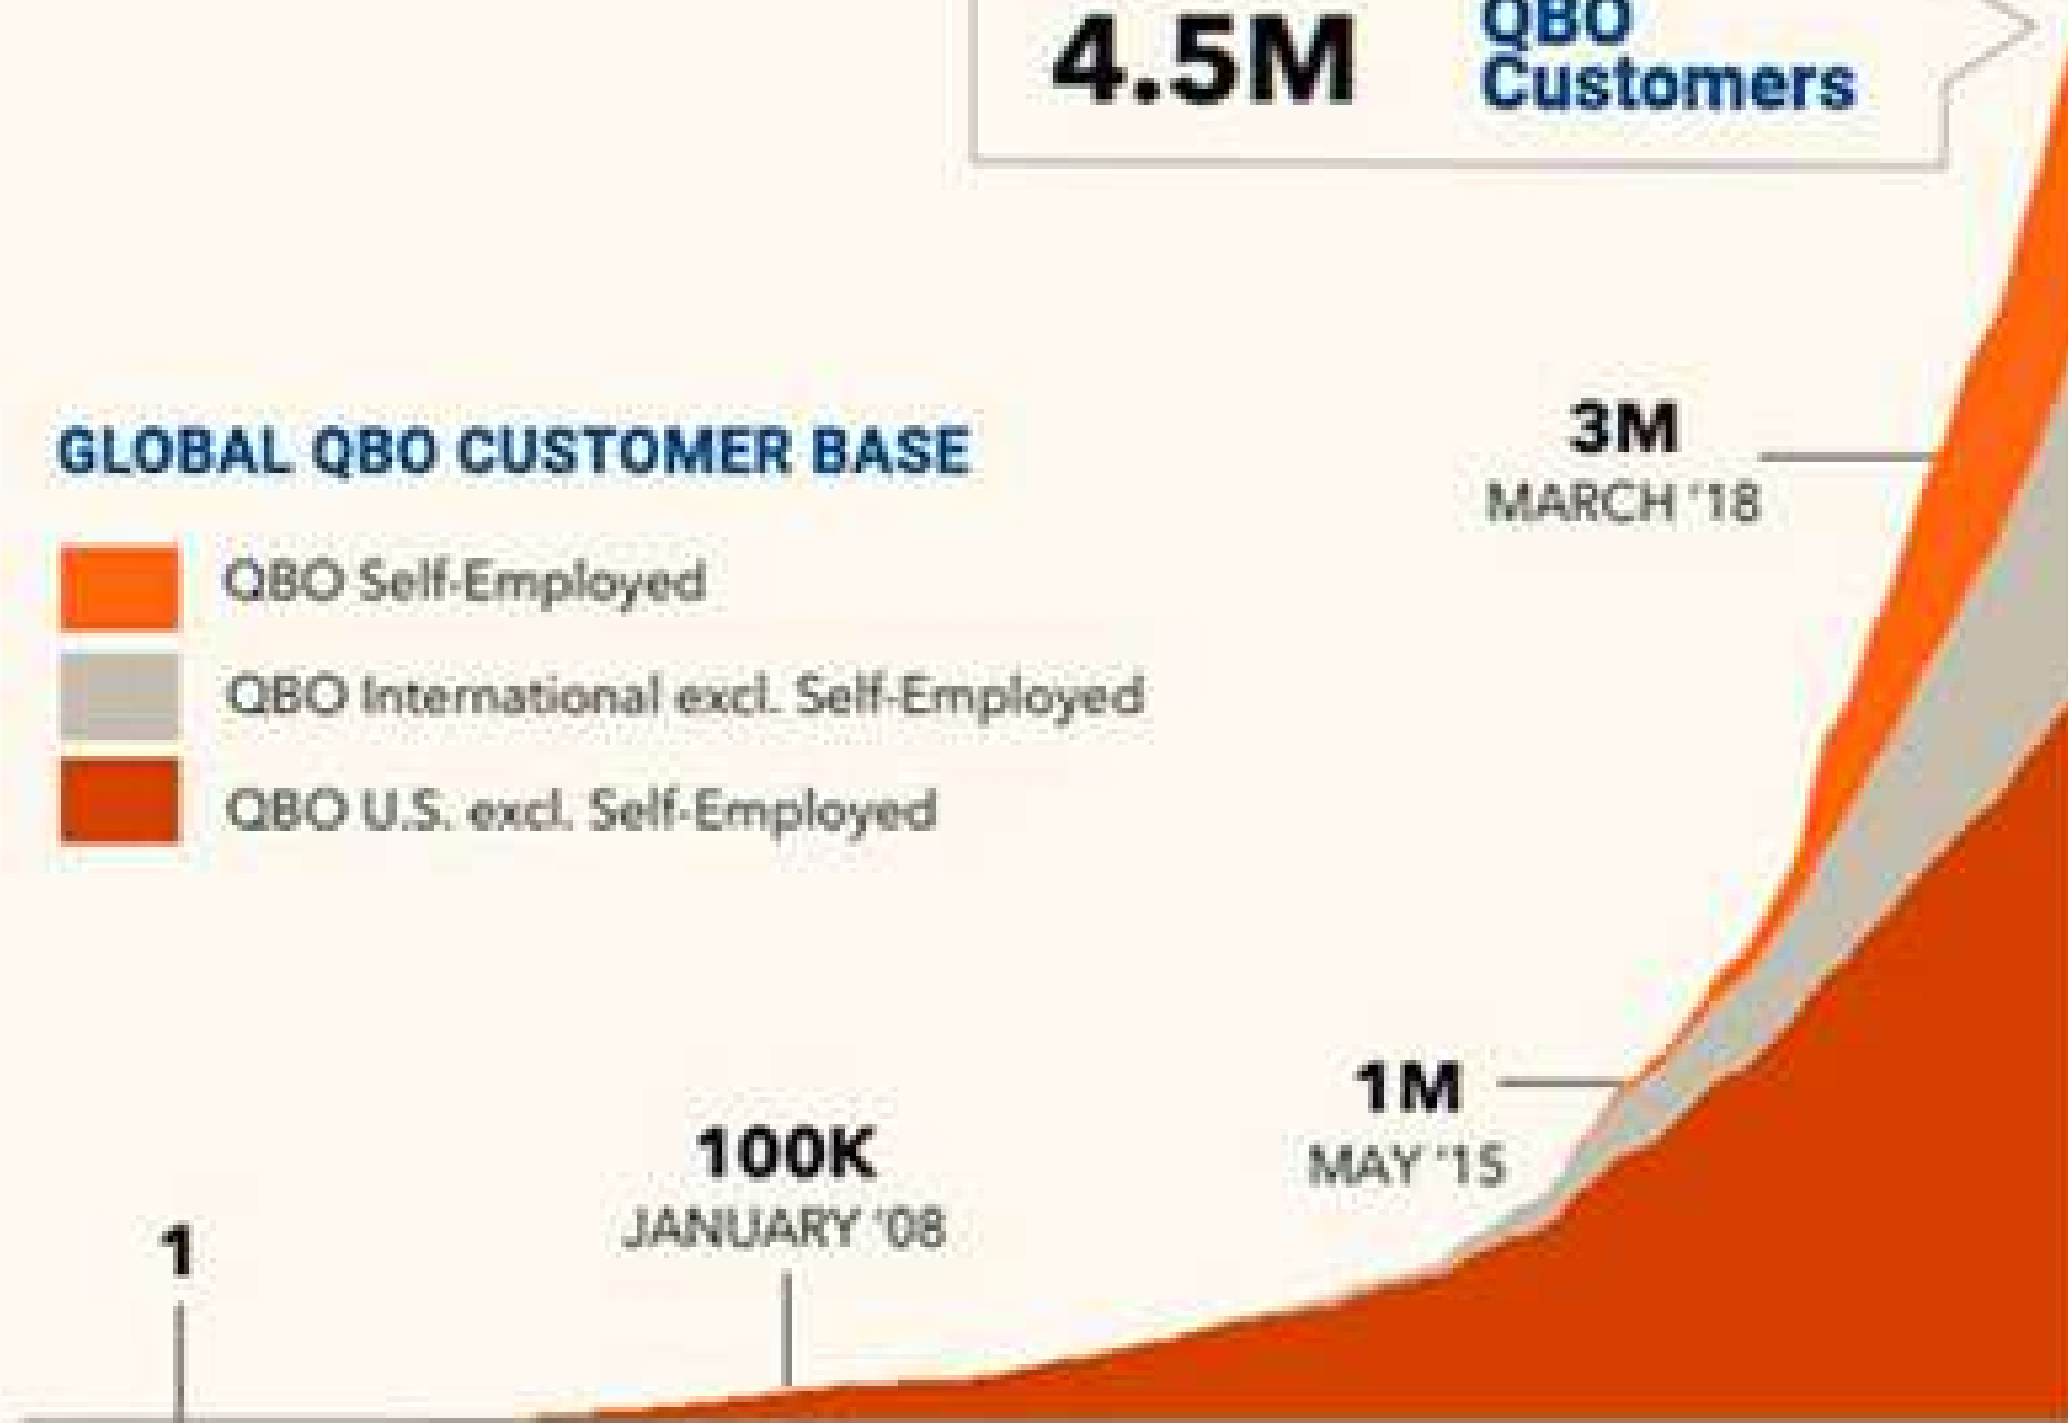 4.5M
QBO
Customers
3M
MARCH '18
GLOBAL QBO CUSTOMER BASE
QBO Self-Employed
QBO International excl. Self-Employed
QBO U.S. excl. Self-Employed
1M
MAY '15
100K
JANUARY '08
1